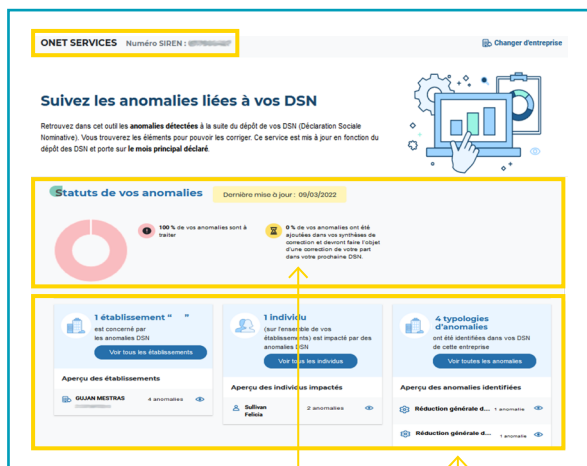 ONET SERVICES Numéro SIREN :
Changer d'entreprise
Suivez les anomalies liées à vos DSN
Retrouvez dans cet outil les anomalies détectées à la suite du dépôt de vos DSN (Déclaration Sociale
Nominative). Vous trouverez les éléments pour pouvoir les corriger. Ce service est mis à jour en fonction du
dépôt des DSN et porte sur le mois principal déclaré.
Statuts de vos anomalies
Dernière mise à jour : 09/03/2022
100 % de vos anomalies sont à
traiter
0 % de vos anomalies ont été
ajoutées dans vos synthèses de
correction et devront faire l'objet
d'une correction de votre part
dans votre prochaine DSN.
1 établissement " "
est concerné par
les anomalies DSN
Voir tous les établissements
Aperçu des établissements
GUJAN MESTRAS 4 anomalies
1 individu
(sur l'ensemble de vos
établissements) est impacté par des
anomalies DSN
Voir tous les individus
Aperçu des individus impactés
Sullivan 2 anomalies
Felicia
4 typologies
d'anomalies
ont été identifiées dans vos DSN
de cette entreprise
Voir toutes les anomalies
Aperçu des anomalies identifiées
Réduction générale d... 1 anomalie
Réduction générale d... 1 anomalie